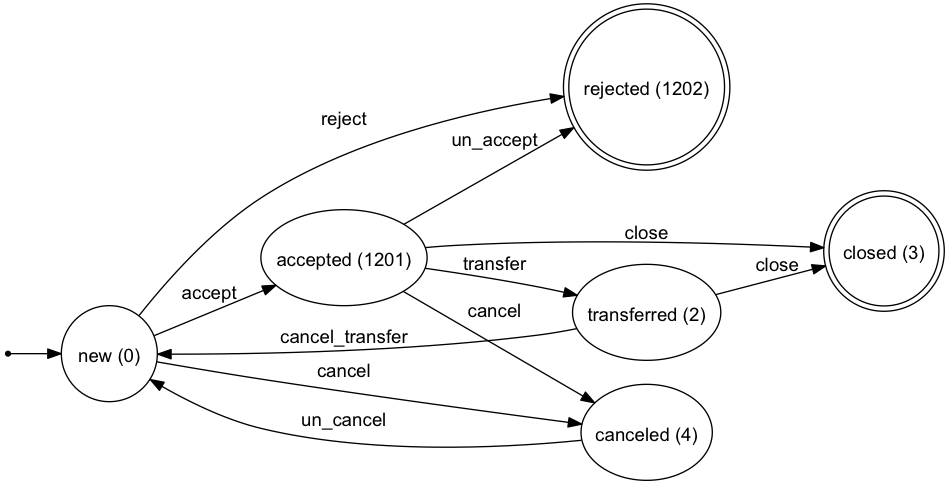 rejected (1202)
reject
un_accept
close
closed (3)
accepted (1201)
transfer
close
accept
cancel
transferred (2)
cancel_transfer
new (0)
cancel
un_cancel
canceled (4)